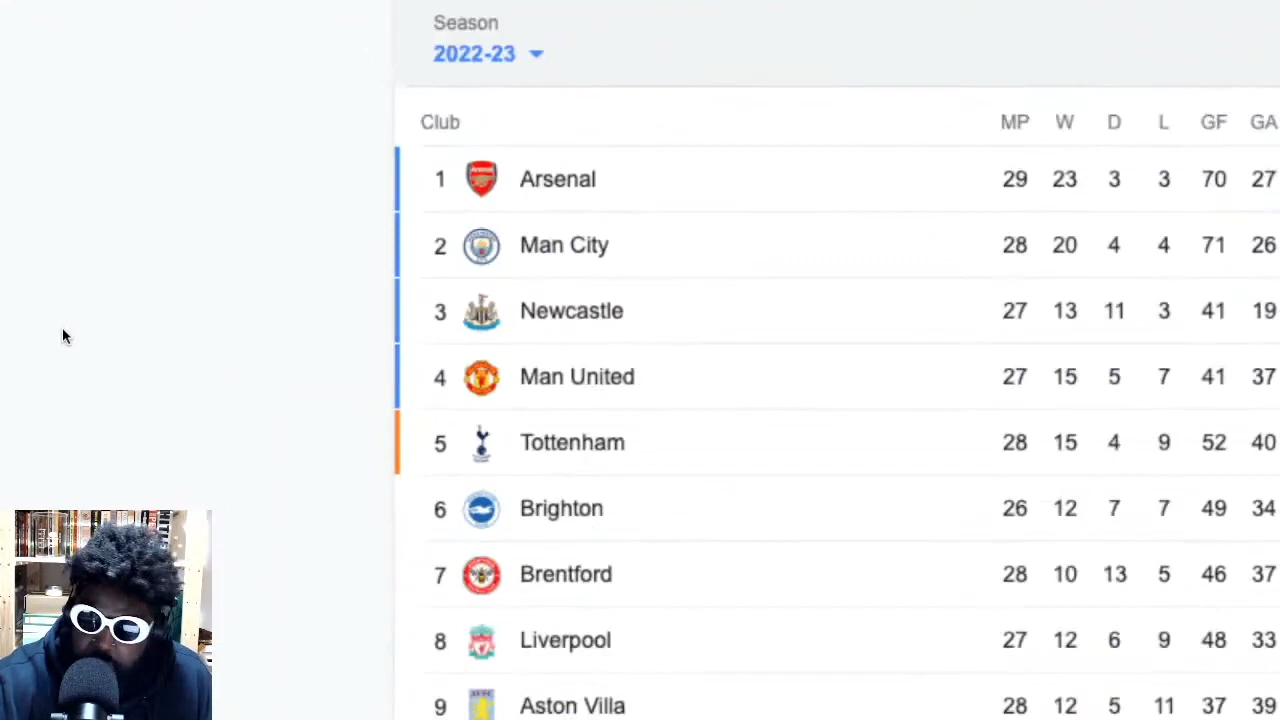 Season
2022-23
Club MP W D L GF GA
1 Arsenal 29 23 3 3 70 27
2 Man City 28 20 4 4 71 26
3 Newcastle 27 13 11 3 41 19
4 Man United 27 15 5 7 41 37
5 Tottenham 28 15 4 9 52 40
6 Brighton 26 12 7 7 49 34
7 Brentford 28 10 13 5 46 37
8 Liverpool 27 12 6 9 48 33
9 Aston Villa 28 12 5 11 37 39